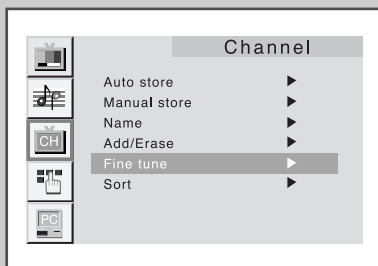 Channel
Auto store
Manual store
Name
CH
Add/Erase
Fine tune
Sort
PC